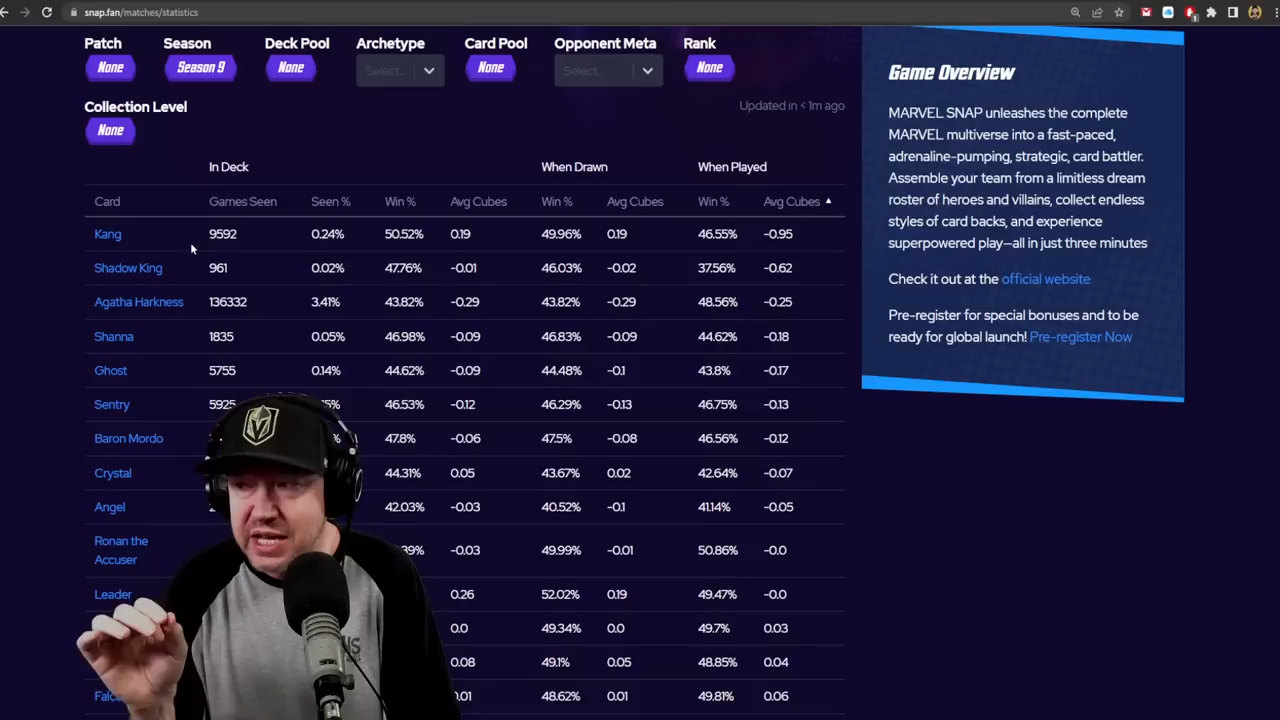 snap.fan/matches/statistics
Patch Season Deck Pool Archetype Card Pool Opponent Meta Rank
None Season 9 None Select... None Select... None
Collection Level
None
Updated in < 1m ago
In Deck When Drawn When Played
Card Games Seen Seen % Win % Avg Cubes Win % Avg Cubes Win % Avg Cubes
Kang 9592 0.24% 50.52% 0.19 49.96% 0.19 46.55% -0.95
Shadow King 961 0.02% 47.76% -0.01 46.03% -0.02 37.56% -0.62
Agatha Harkness 136332 3.41% 43.82% -0.29 43.82% -0.29 48.56% -0.25
Shanna 1835 0.05% 46.98% -0.09 46.83% -0.09 44.62% -0.18
Ghost 5755 0.14% 44.62% -0.09 44.48% -0.1 43.8% -0.17
Sentry 46.53% -0.12 46.29% -0.13 46.75% -0.13
Baron Mordo 47.8% -0.06 47.5% -0.08 46.56% -0.12
Crystal 44.31% 0.05 43.67% 0.02 42.64% -0.07
Angel 42.03% -0.03 40.52% -0.1 41.14% -0.05
Ronan the
Accuser -0.03 49.99% -0.01 50.86% -0.0
Leader 0.26 52.02% 0.19 49.47% -0.0
0.0 49.34% 0.0 49.7% 0.03
0.08 49.1% 0.05 48.85% 0.04
48.62% 0.01 49.81% 0.06
Game Overview
MARVEL SNAP unleashes the complete
MARVEL multiverse into a fast-paced,
adrenaline-pumping, strategic, card battler.
Assemble your team from a limitless dream
roster of heroes and villains, collect endless
styles of card backs, and experience
superpowered play—all in just three minutes
Check it out at the official website
Pre-register for special bonuses and to be
ready for global launch! Pre-register Now